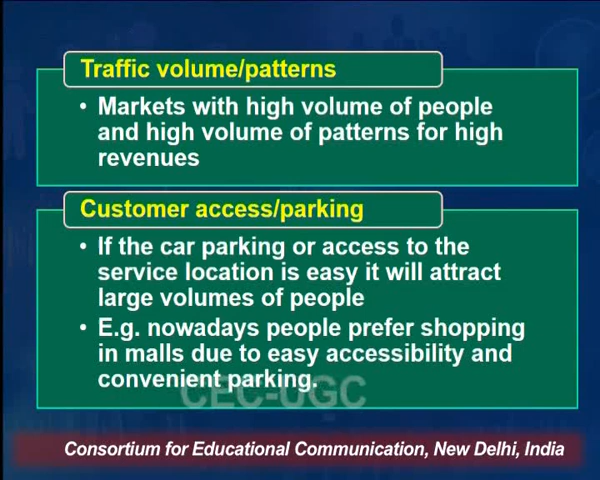 Traffic volume/patterns
• Markets with high volume of people
and high volume of patterns for high
revenues
Customer access/parking
• If the car parking or access to the
service location is easy it will attract
large volumes of people
• E.g. nowadays people prefer shopping
in malls due to easy accessibility and
convenient parking.
CEC-UGC
Consortium for Educational Communication, New Delhi, India